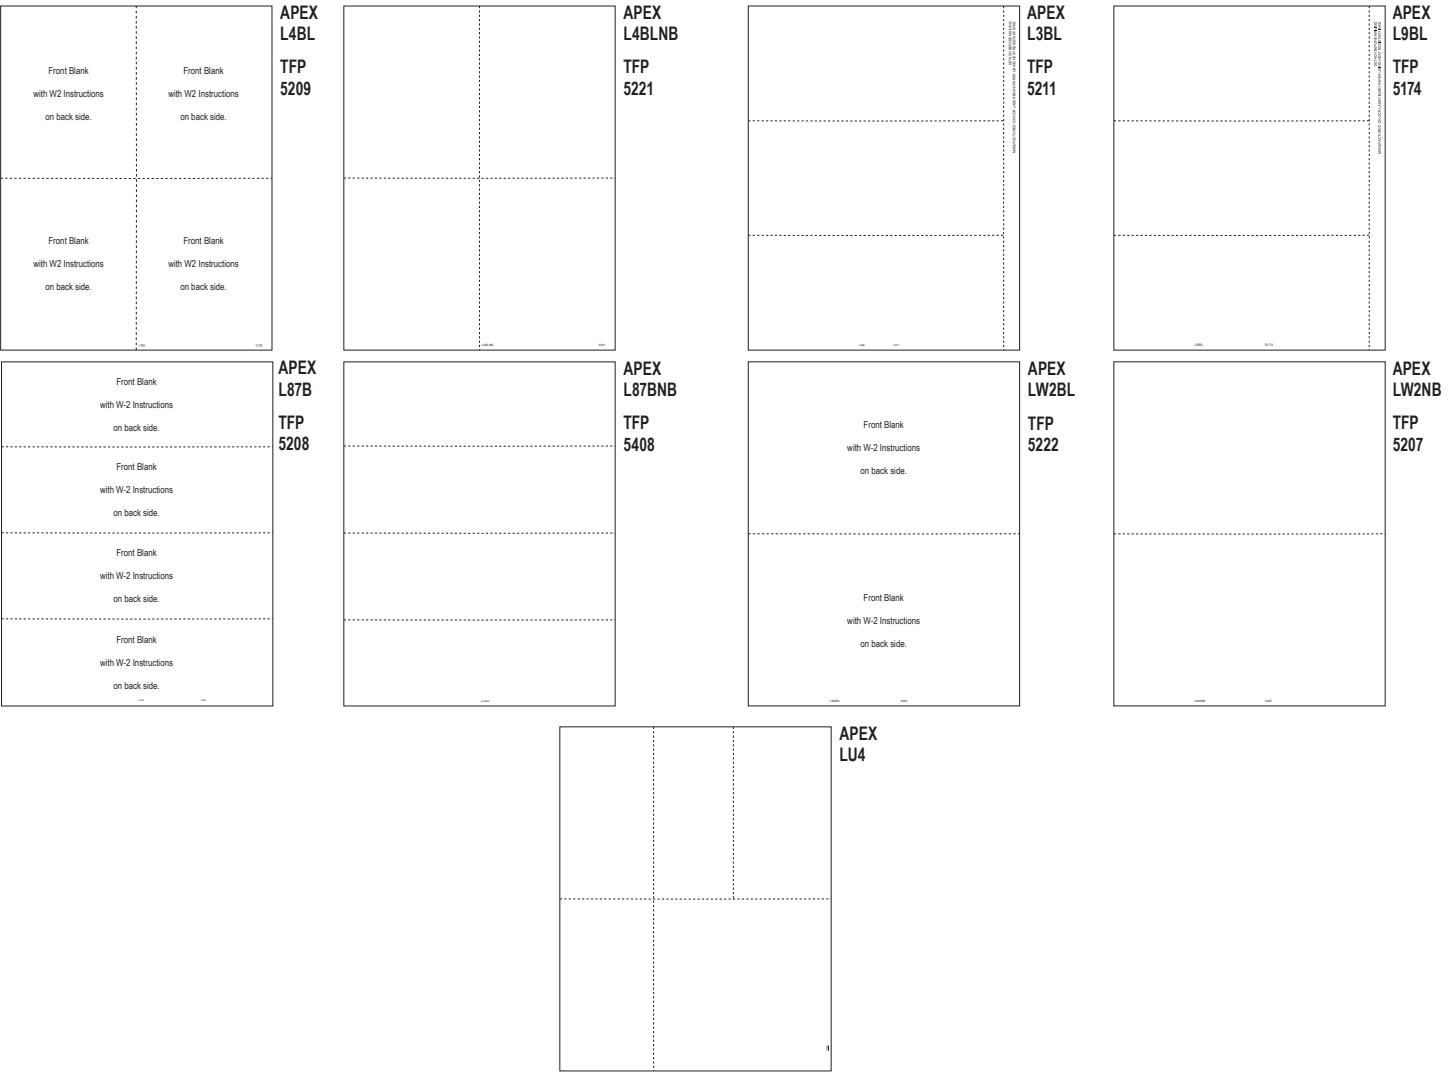 Front Blank
with W2 Instructions
on back side.
Front Blank
with W2 Instructions
on back side.
Front Blank
with W2 Instructions
on back side.
Front Blank
with W2 Instructions
on back side.
APEX
L4BL
TFP
5209
APEX
L4BLNB
TFP
5221
APEX
L3BL
TFP
5211
5174
APEX
L9BL
TFP
5174
Front Blank
with W-2 Instructions
on back side.
Front Blank
with W-2 Instructions
on back side.
Front Blank
with W-2 Instructions
on back side.
Front Blank
with W-2 Instructions
on back side.
APEX
L87B
TFP
5208
APEX
L87BNB
TFP
5408
Front Blank
with W-2 Instructions
on back side.
Front Blank
with W-2 Instructions
on back side.
APEX
LW2BL
TFP
5222
APEX
LW2NB
TFP
5207
APEX
LU4